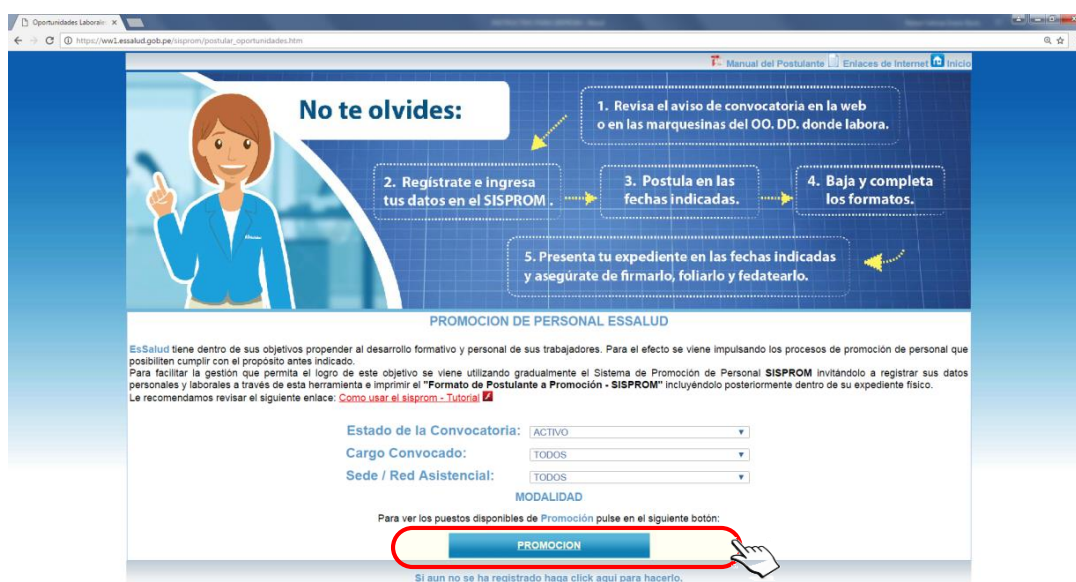 Oportunidades Laborale
https://ww1.essalud.gob.pe/sisprom/postular_oportunidades.htm
Manual del Postulante Enlaces de Internet Inicio
No te olvides:
1. Revisa el aviso de convocatoria en la web
o en las marquesinas del OO. DD. donde labora.
2. Regístrate e ingresa
tus datos en el SISPROM .
3. Postula en las
fechas indicadas.
4. Baja y completa
los formatos.
5. Presenta tu expediente en las fechas indicadas
y asegúrate de firmarlo, foliarlo y fedatearlo.
PROMOCION DE PERSONAL ESSALUD
EsSalud tiene dentro de sus objetivos propender al desarrollo formativo y personal de sus trabajadores. Para el efecto se viene impulsando los procesos de promoción de personal que
posibiliten cumplir con el propósito antes indicado.
Para facilitar la gestión que permita el logro de este objetivo se viene utilizando gradualmente el Sistema de Promoción de Personal SISPROM invitándolo a registrar sus datos
personales y laborales a través de esta herramienta e imprimir el "Formato de Postulante a Promoción - SISPROM" incluyéndolo posteriormente dentro de su expediente físico.
Le recomendamos revisar el siguiente enlace: Como usar el sisprom - Tutorial
Estado de la Convocatoria: ACTIVO
Cargo Convocado: TODOS
Sede / Red Asistencial: TODOS
MODALIDAD
Para ver los puestos disponibles de Promoción pulse en el siguiente botón:
PROMOCION
Si aun no se ha registrado haga click aqui para hacerlo.